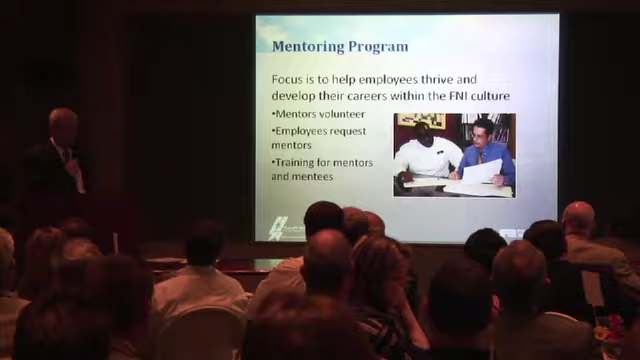 Mentoring Program
Focus is to help employees thrive and
develop their careers within the FNI culture
•Mentors volunteer
•Employees request
mentors
•Training for mentors
and mentees